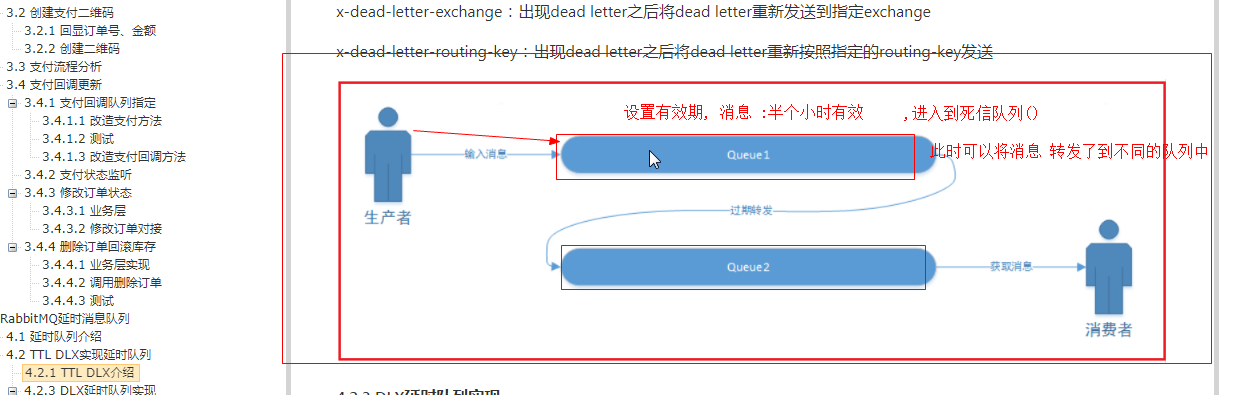 3.2 创建支付二维码
3.2.1 回显订单号、金额
3.2.2 创建二维码
3.3 支付流程分析
3.4 支付回调更新
3.4.1 支付回调队列指定
3.4.1.1 改造支付方法
3.4.1.2 测试
3.4.1.3 改造支付回调方法
3.4.2 支付状态监听
3.4.3 修改订单状态
3.4.3.1 业务层
3.4.3.2 修改订单对接
3.4.4 删除订单回滚库存
3.4.4.1 业务层实现
3.4.4.2 调用删除订单
3.4.4.3 测试
RabbitMQ延时消息队列
4.1 延时队列介绍
4.2 TTL DLX实现延时队列
4.2.1 TTL DLX介绍
4.2.3 DLX延时队列实现
x-dead-letter-exchange：出现dead letter之后将dead letter重新发送到指定exchange
x-dead-letter-routing-key：出现dead letter之后将dead letter重新按照指定的routing-key发送
设置有效期, 消息 :半个小时有效 ,进入到死信队列()
输入消息
Queue1
此时可以将消息 转发了到不同的队列中
生产者
过期转发
Queue2
获取消息
消费者
4.2.3 DLX延时队列实现